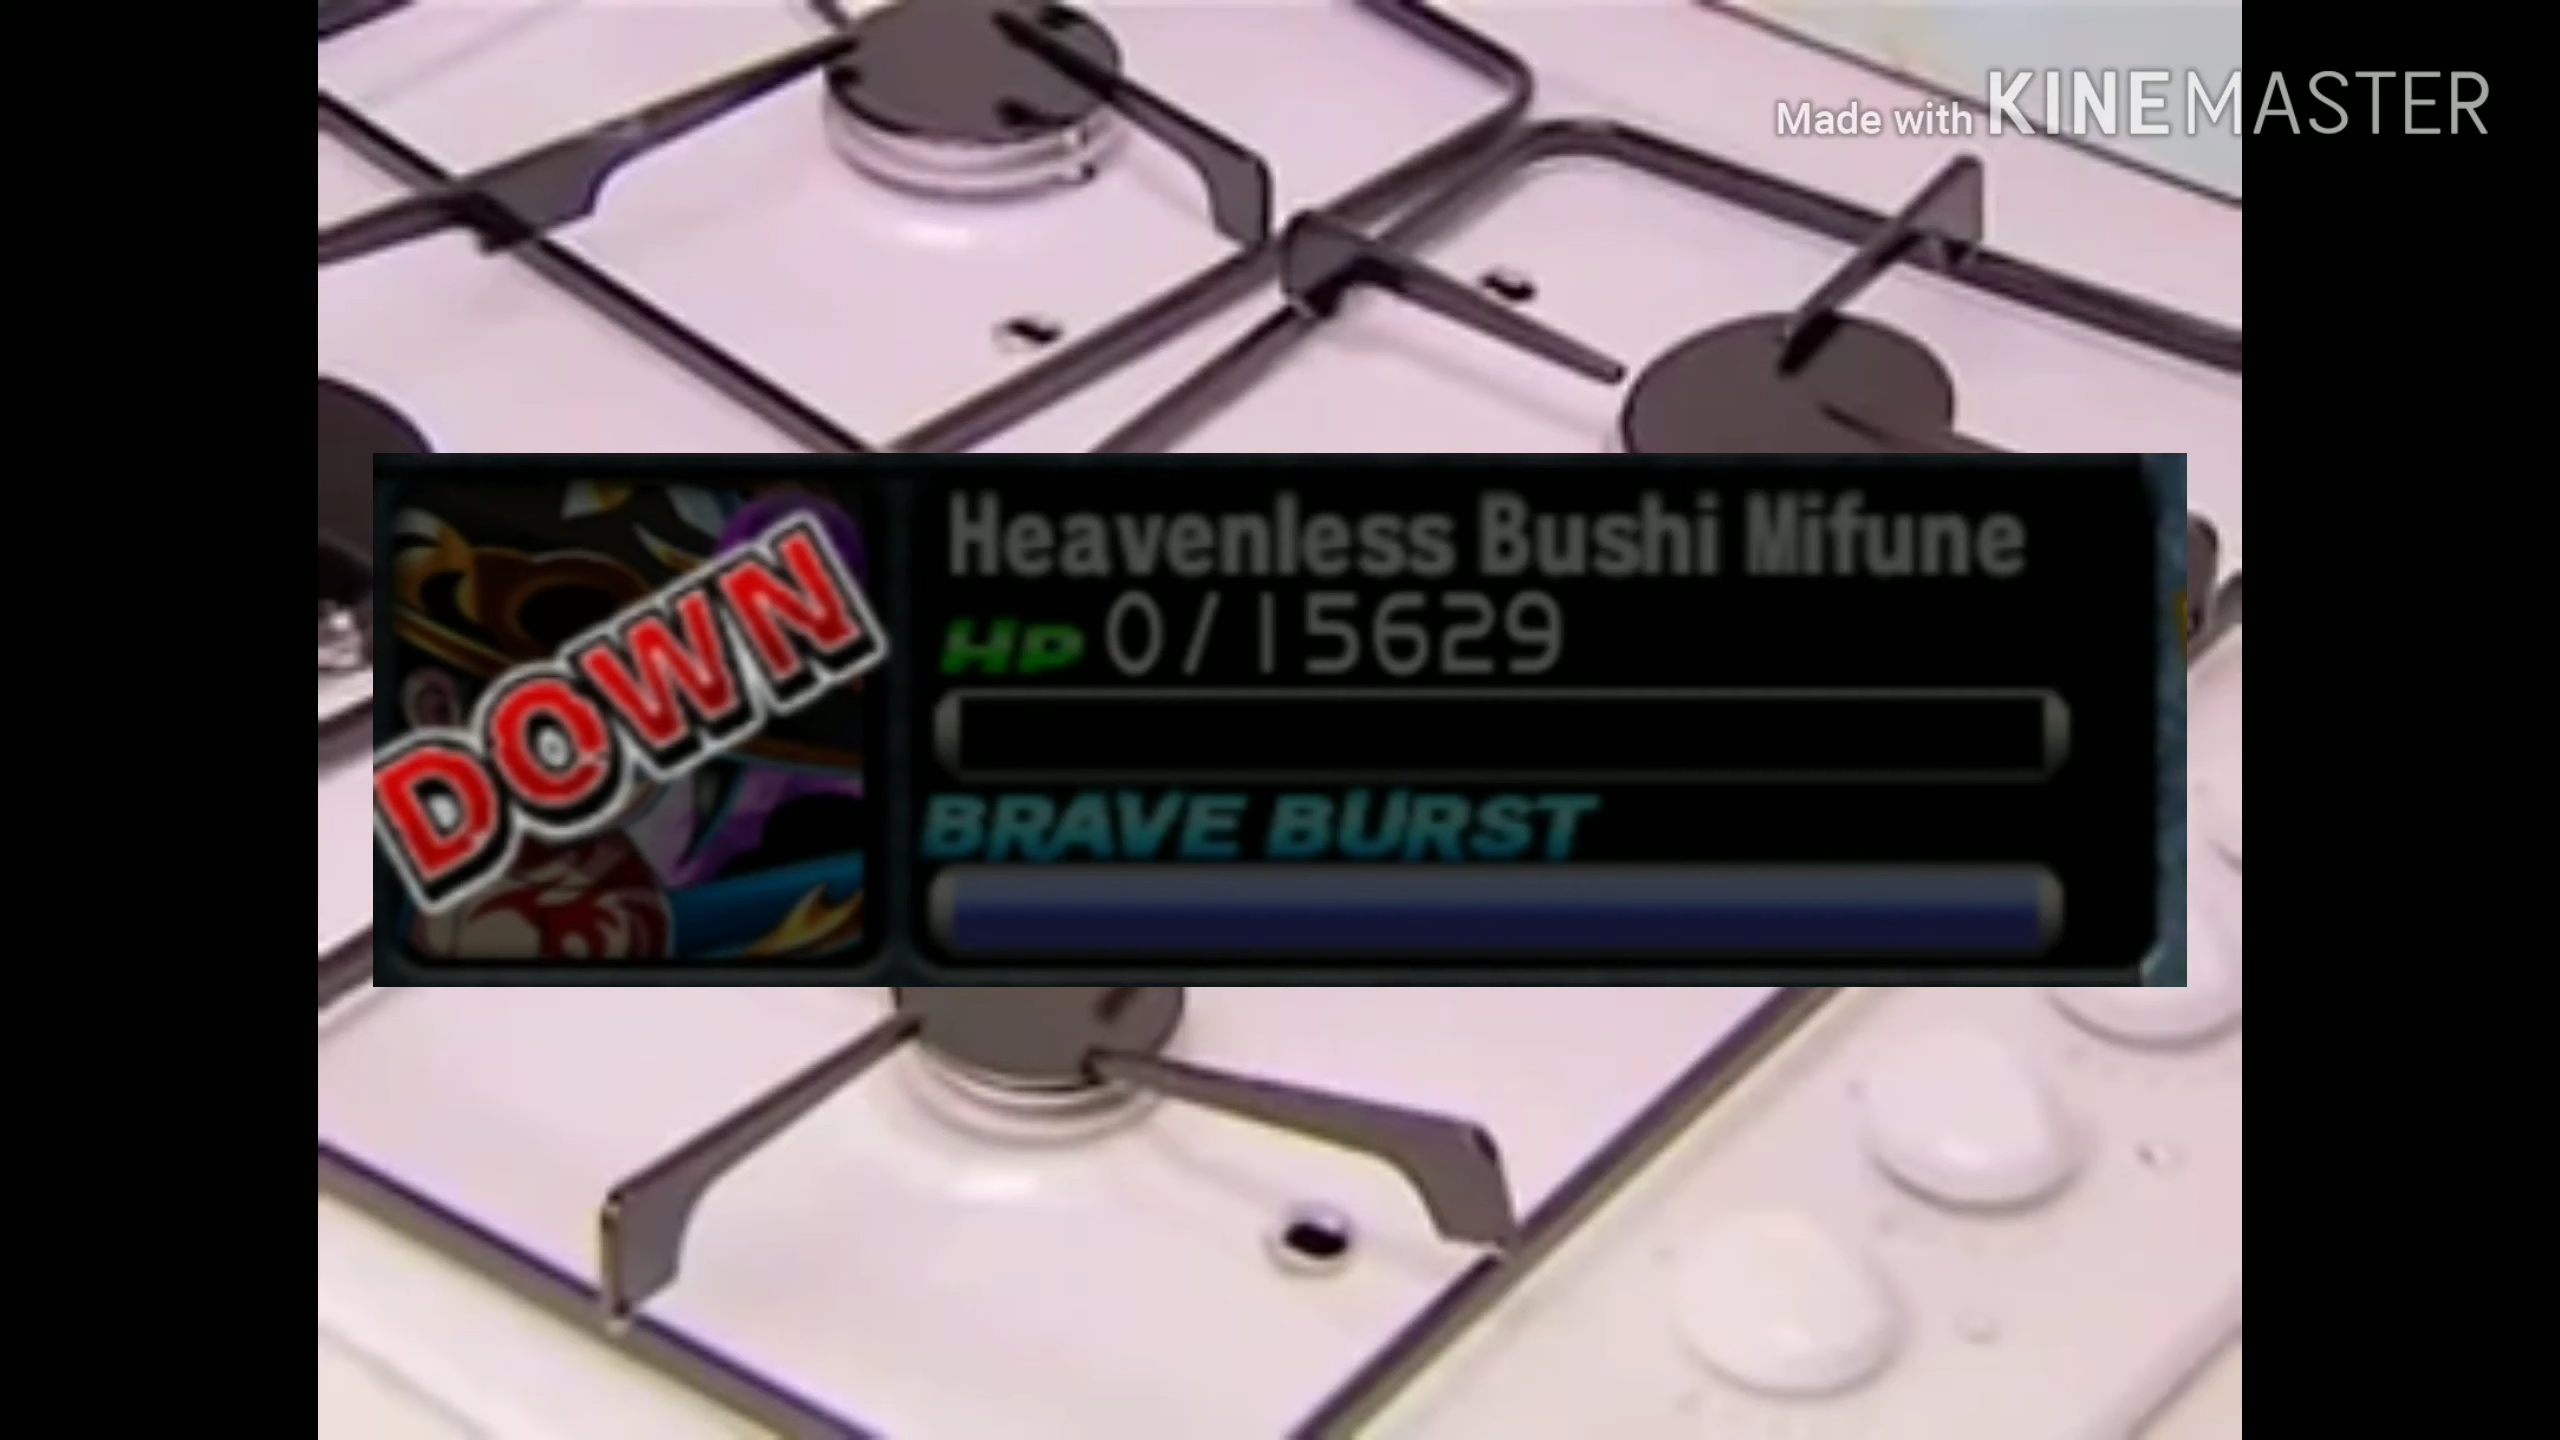 Made with KINEMASTER
Heavenless Bushi Mifune
HP 0/15629
DOWN
BRAVE BURST